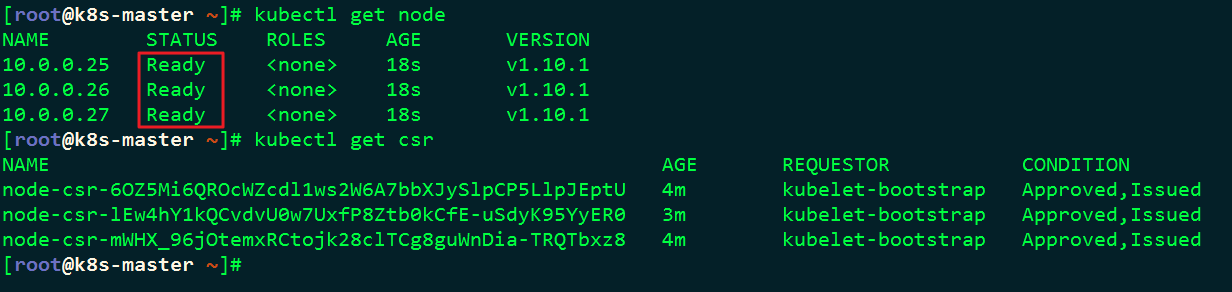 [root@k8s-master ~]# kubectl get node
NAME STATUS ROLES AGE VERSION
10.0.0.25 Ready <none> 18s v1.10.1
10.0.0.26 Ready <none> 18s v1.10.1
10.0.0.27 Ready <none> 18s v1.10.1
[root@k8s-master ~]# kubectl get csr
NAME AGE REQUESTOR CONDITION
node-csr-6OZ5Mi6QROcWZcdl1ws2W6A7bbXJySlpCP5LlpJEptU 4m kubelet-bootstrap Approved,Issued
node-csr-lEw4hY1kQCvdvU0w7UxfP8Ztb0kCfE-uSdyK95YyER0 3m kubelet-bootstrap Approved,Issued
node-csr-mWHX_96jOtemxRCtojk28clTCg8guWnDia-TRQTbxz8 4m kubelet-bootstrap Approved,Issued
[root@k8s-master ~]#